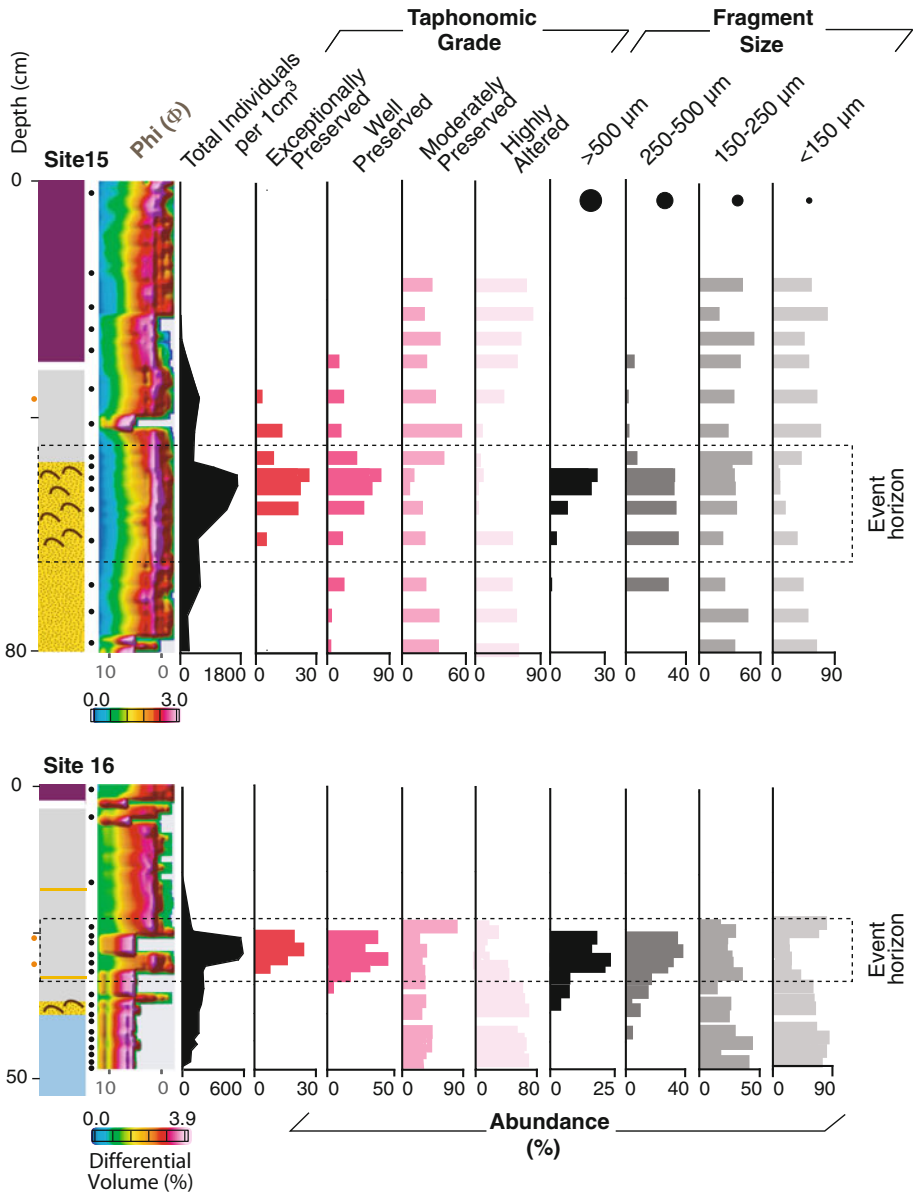 Taphonomic
Grade
Fragment
Size
Depth (cm)
Phi (Φ)
Total Individuals
per 1cm³
Exceptionally
Preserved
Well
Preserved
Moderately
Preserved
Highly
Altered
>500 µm
250-500 µm
150-250 µm
<150 µm
Site15
0
Event
horizon
80
10 0
0 1800
0 30
0 90
0 60
0 90
0 30
0 40
0 60
0 90
0.0 3.0
Site 16
0
Event
horizon
50
10 0
0 600
0 30
0 50
0 90
0 80
0 25
0 40
0 50
0 90
0.0 3.9
Differential
Volume (%)
Abundance
(%)